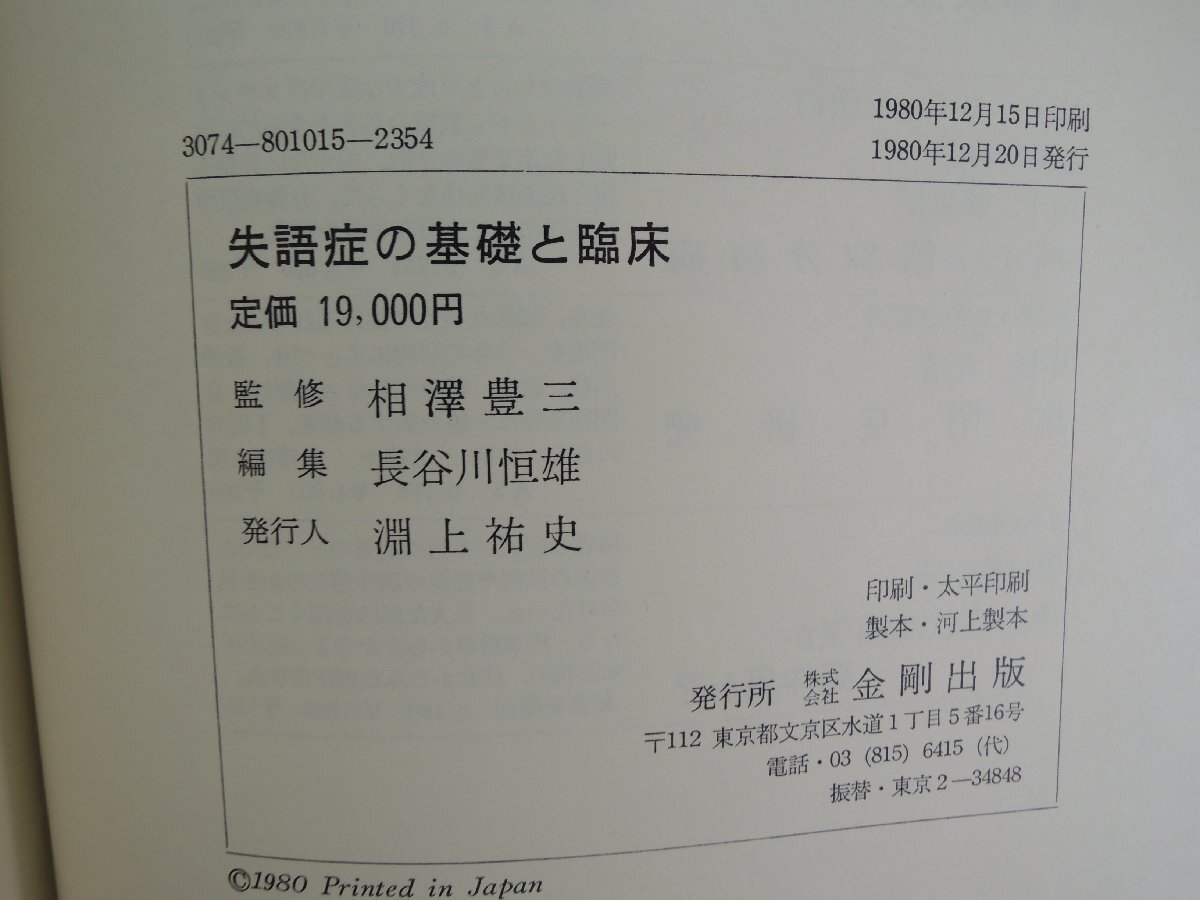 3074—801015—2354
1980年12月15日印刷
1980年12月20日発行
失語症の基礎と臨床
定価 19,000円
監修 相澤豊三
編集 長谷川恒雄
発行人 淵上祐史
印刷・太平印刷
製本・河上製本
発行所 株式会社 金剛出版
〒112 東京都文京区水道1丁目5番16号
電話・03 (815) 6415 (代)
振替・東京2—34848
©1980 Printed in Japan